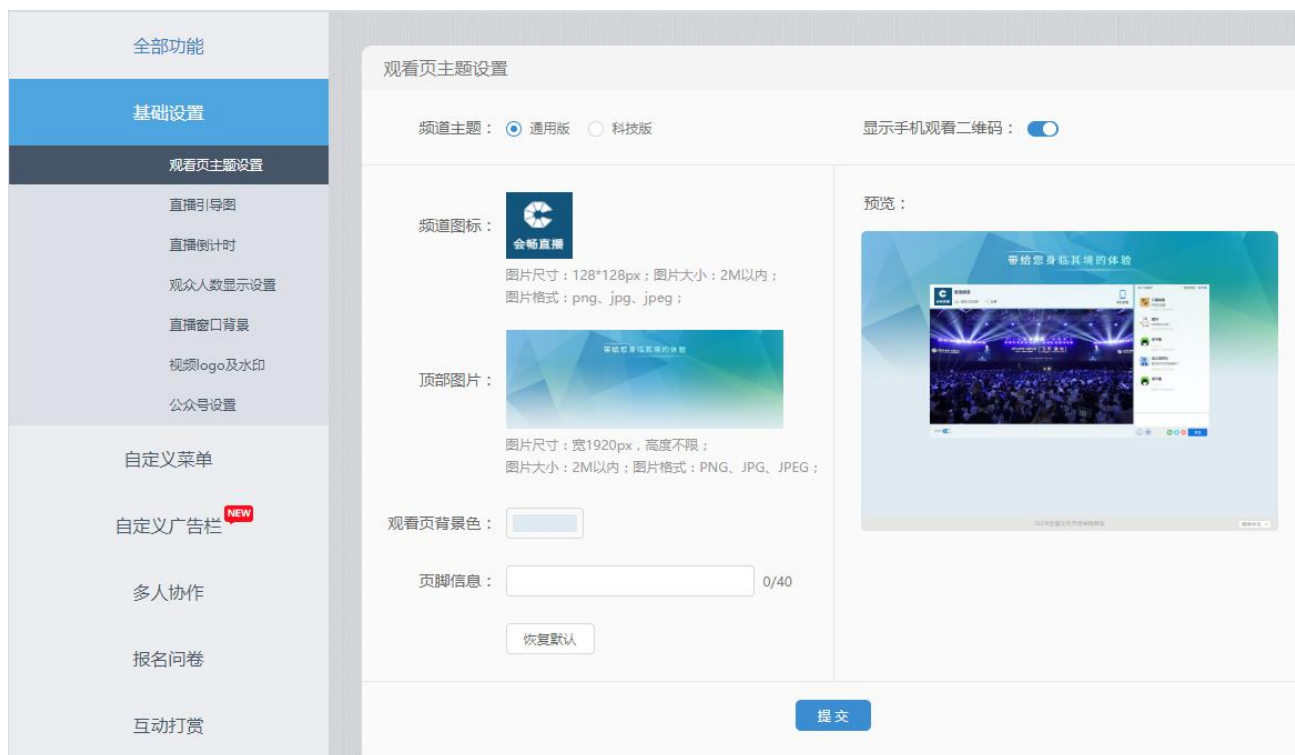 全部功能
基础设置
观看页主题设置
直播引导图
直播倒计时
观众人数显示设置
直播窗口背景
视频logo及水印
公众号设置
自定义菜单
自定义广告栏 NEW
多人协作
报名问卷
互动打赏
观看页主题设置
频道主题： 通用版 科技版
显示手机观看二维码：
频道图标：
会畅直播
图片尺寸：128*128px；图片大小：2M以内；
图片格式：png、jpg、jpeg；
顶部图片：
带给您身临其境的体验
图片尺寸：宽1920px，高度不限；
图片大小：2M以内；图片格式：PNG、JPG、JPEG；
观看页背景色：
页脚信息： 0/40
恢复默认
预览：
带给您身临其境的体验
提交